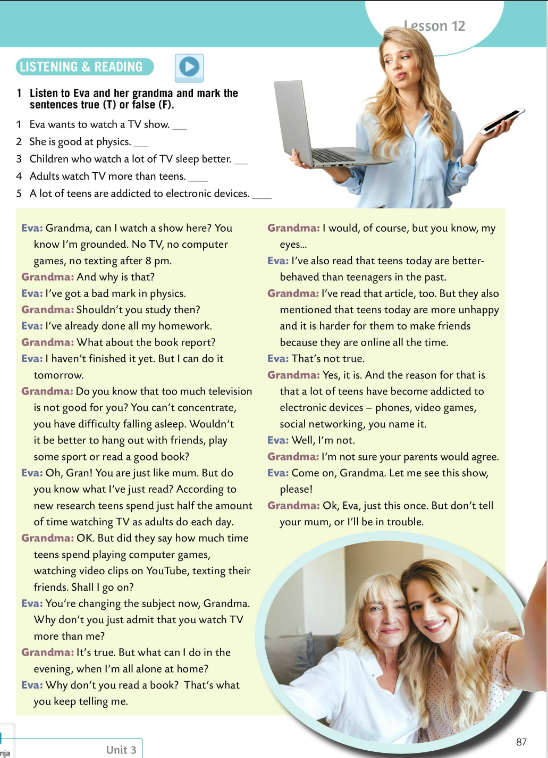 Lesson 12
LISTENING & READING
1 Listen to Eva and her grandma and mark the
sentences true (T) or false (F).
1 Eva wants to watch a TV show. ___
2 She is good at physics. ___
3 Children who watch a lot of TV sleep better. ___
4 Adults watch TV more than teens. ____
5 A lot of teens are addicted to electronic devices. ____
Eva: Grandma, can I watch a show here? You
know I'm grounded. No TV, no computer
games, no texting after 8 pm.
Grandma: And why is that?
Eva: I've got a bad mark in physics.
Grandma: Shouldn't you study then?
Eva: I've already done all my homework.
Grandma: What about the book report?
Eva: I haven't finished it yet. But I can do it
tomorrow.
Grandma: Do you know that too much television
is not good for you? You can't concentrate,
you have difficulty falling asleep. Wouldn't
it be better to hang out with friends, play
some sport or read a good book?
Eva: Oh, Gran! You are just like mum. But do
you know what I've just read? According to
new research teens spend just half the amount
of time watching TV as adults do each day.
Grandma: OK. But did they say how much time
teens spend playing computer games,
watching video clips on YouTube, texting their
friends. Shall I go on?
Eva: You're changing the subject now, Grandma.
Why don't you just admit that you watch TV
more than me?
Grandma: It's true. But what can I do in the
evening, when I'm all alone at home?
Eva: Why don't you read a book? That's what
you keep telling me.
Grandma: I would, of course, but you know, my
eyes...
Eva: I've also read that teens today are better-
behaved than teenagers in the past.
Grandma: I've read that article, too. But they also
mentioned that teens today are more unhappy
and it is harder for them to make friends
because they are online all the time.
Eva: That's not true.
Grandma: Yes, it is. And the reason for that is
that a lot of teens have become addicted to
electronic devices – phones, video games,
social networking, you name it.
Eva: Well, I'm not.
Grandma: I'm not sure your parents would agree.
Eva: Come on, Grandma. Let me see this show,
please!
Grandma: Ok, Eva, just this once. But don't tell
your mum, or I'll be in trouble.
nja
Unit 3
87